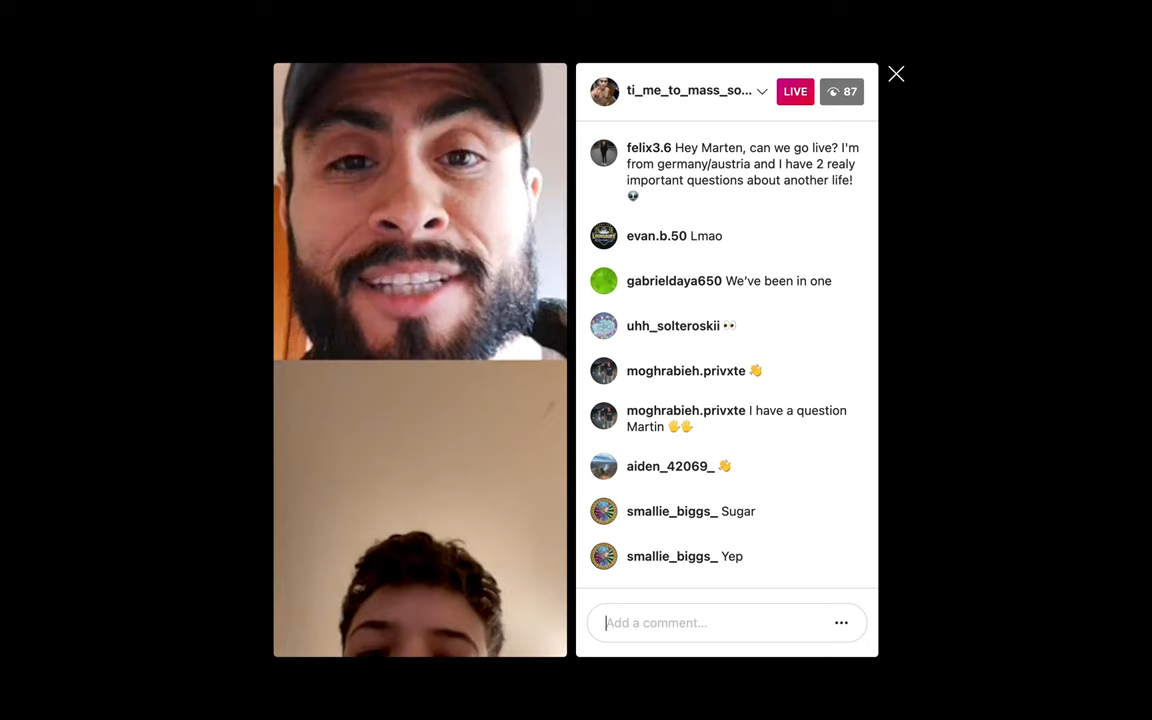 ti_me_to_mass_so... LIVE 87
felix3.6 Hey Marten, can we go live? I'm
from germany/austria and I have 2 realy
important questions about another life!
👽
evan.b.50 Lmao
gabrieldaya650 We’ve been in one
uhh_solteroskii 👀
moghrabieh.privxte 👋
moghrabieh.privxte I have a question
Martin 🖐🖐
aiden_42069_ 👋
smallie_biggs_ Sugar
smallie_biggs_ Yep
Add a comment...